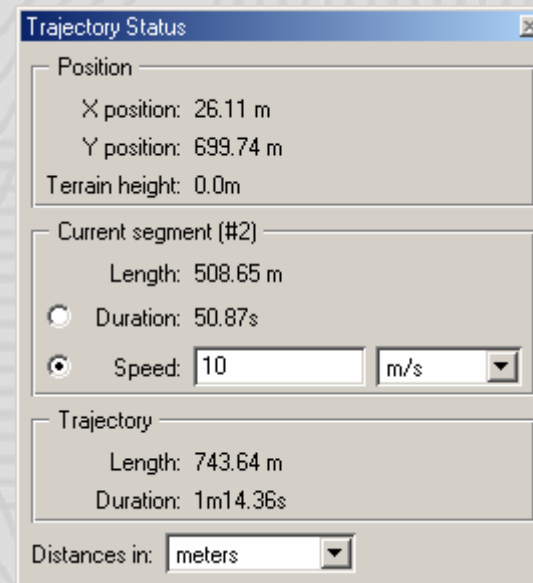 Trajectory Status
Position
X position: 26.11 m
Y position: 699.74 m
Terrain height: 0.0m
Current segment (#2)
Length: 508.65 m
Duration: 50.87s
Speed: 10 m/s
Trajectory
Length: 743.64 m
Duration: 1m14.36s
Distances in: meters